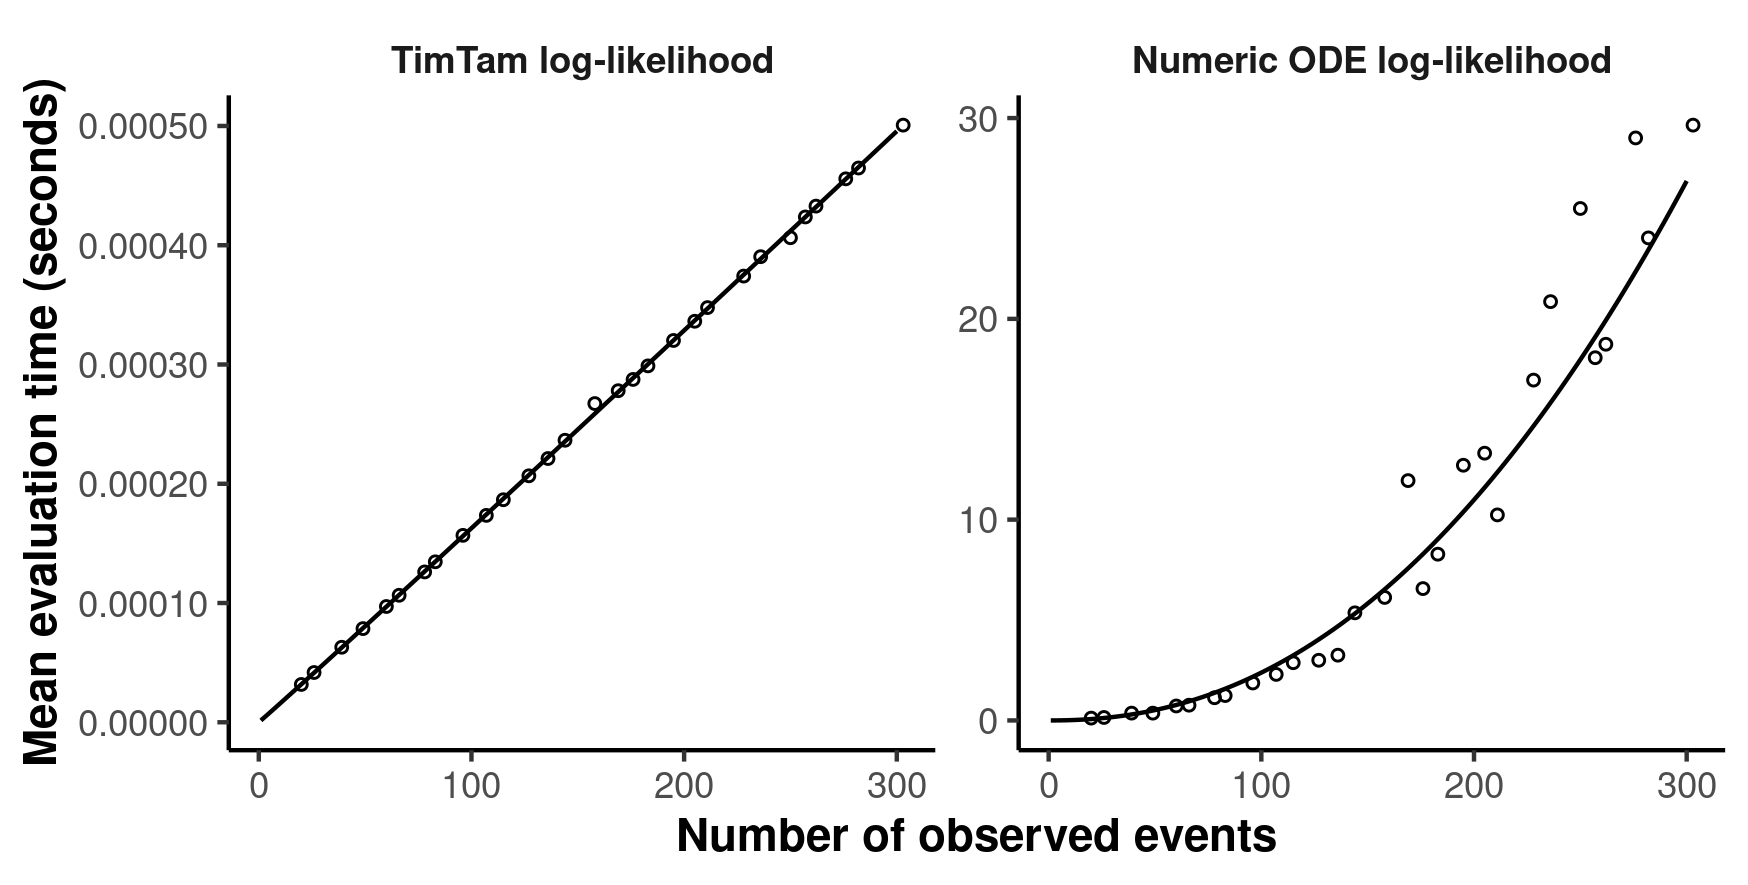 TimTam log-likelihood
Numeric ODE log-likelihood
Mean evaluation time (seconds)
0.00050
0.00040
0.00030
0.00020
0.00010
0.00000
0 100 200 300
30
20
10
0
0 100 200 300
Number of observed events